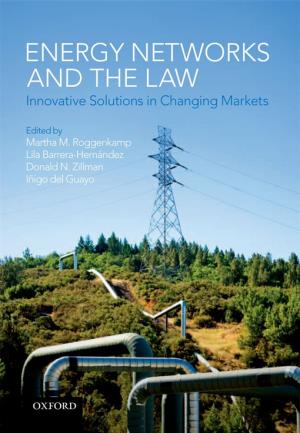 ENERGY NETWORKS
AND THE LAW
Innovative Solutions in Changing Markets
Edited by
Martha M. Roggenkamp
Lila Barrera-Hernández
Donald N. Zillman
Iñigo del Guayo
OXFORD